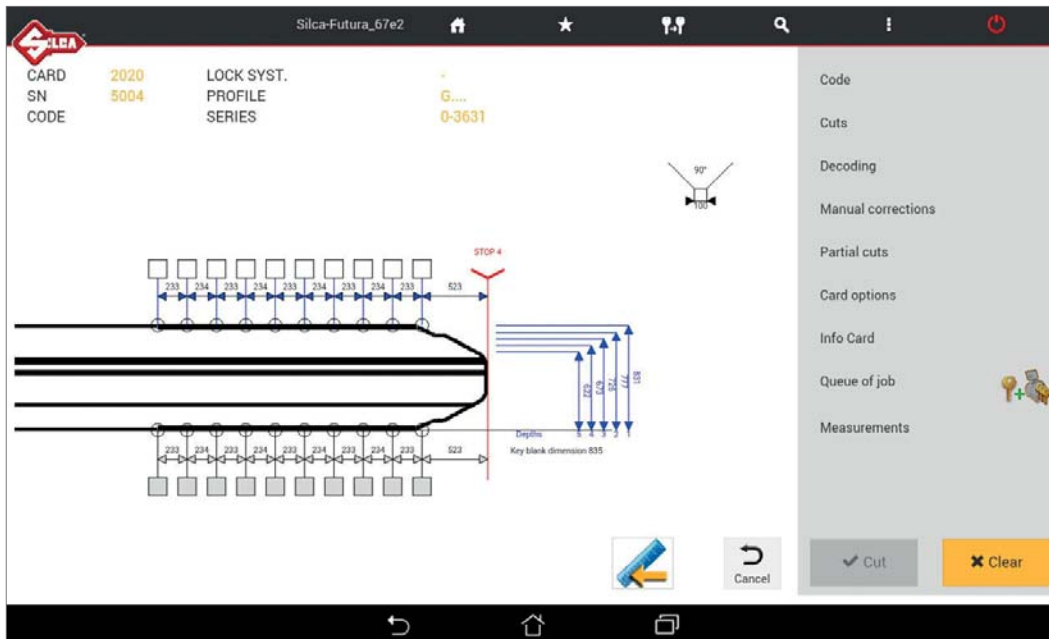 Silca-Futura_67e2
SILCA
CARD 2020 LOCK SYST. -
SN 5004 PROFILE G....
CODE SERIES 0-3631
90°
100
STOP 4
233 234 233 234 233 234 233 234 233 523
831
777
725
673
622
Depths 5 4 3 2 1
Key blank dimension 835
233 234 233 234 233 234 233 234 233 523
Code
Cuts
Decoding
Manual corrections
Partial cuts
Card options
Info Card
Queue of job
Measurements
Cancel
Cut
Clear